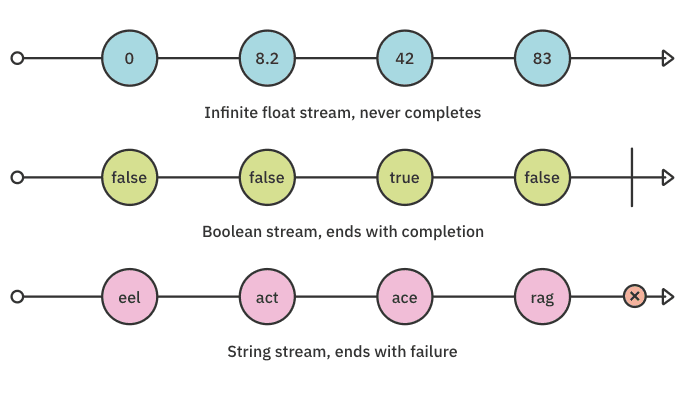 0 8.2 42 83
Infinite float stream, never completes
false false true false
Boolean stream, ends with completion
eel act ace rag
String stream, ends with failure